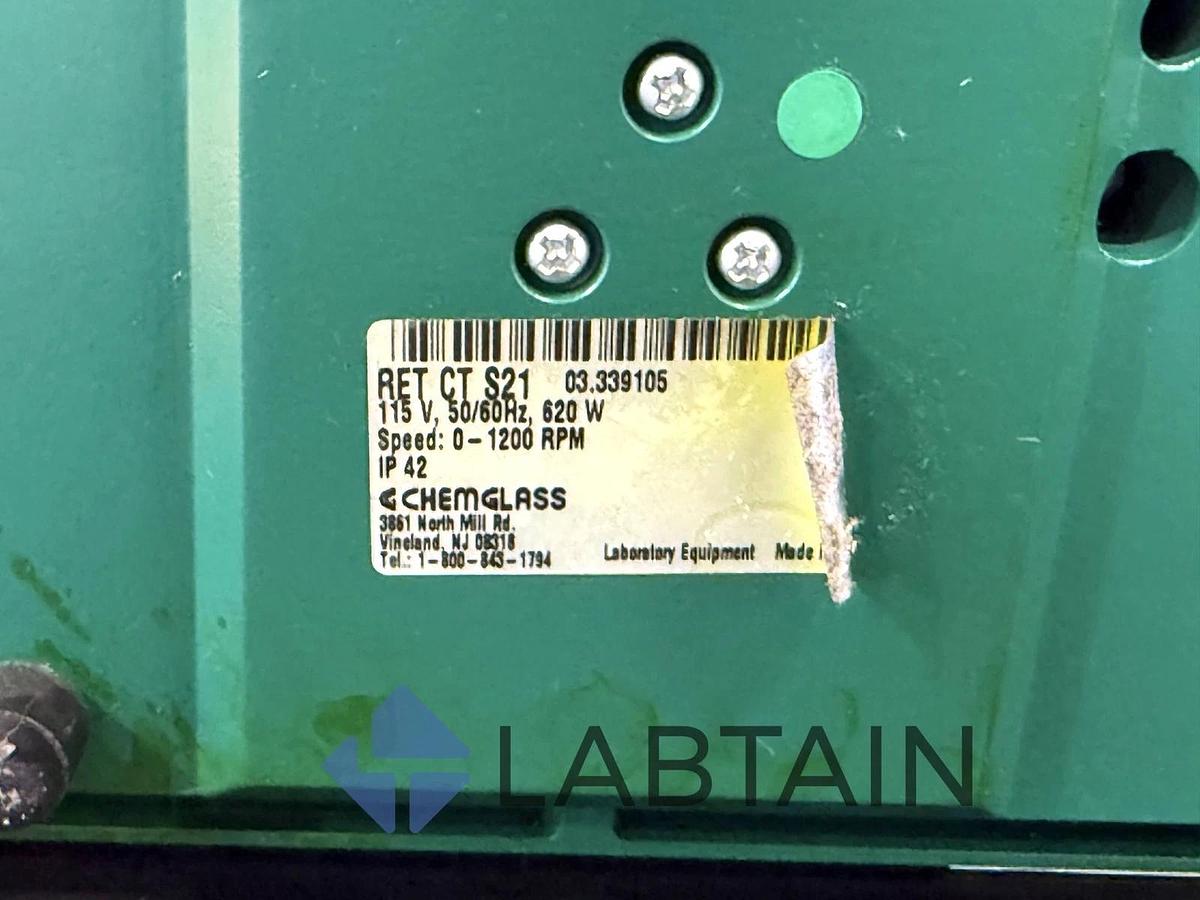 RET CT S21 03.339105
115 V, 50/60Hz, 620 W
Speed: 0-1200 RPM
IP 42
CHEMGLASS
3861 North Mill Rd.
Vineland, NJ 08316
Tel.: 1-800-843-1794
Laboratory Equipment Made
LABTAIN